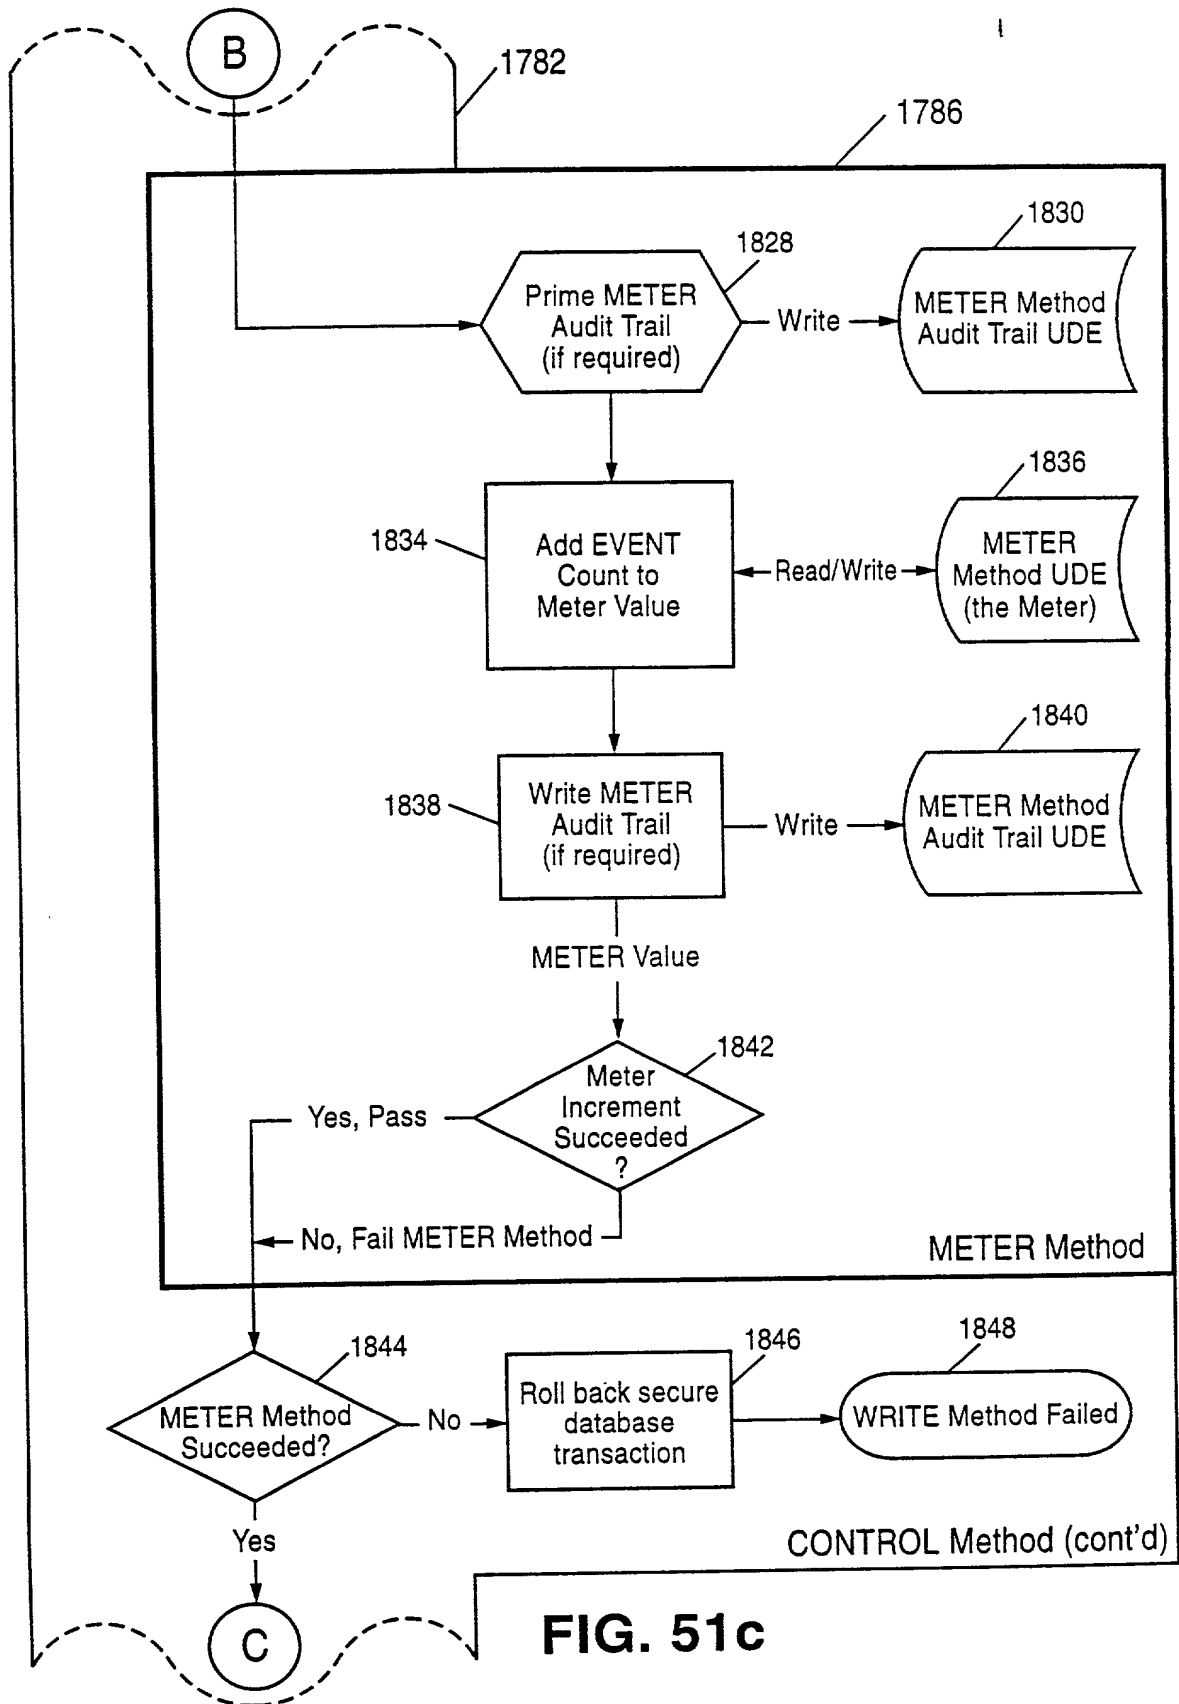 B
1782
1786
1828
Prime METER
Audit Trail
(if required)
Write
1830
METER Method
Audit Trail UDE
1834
Add EVENT
Count to
Meter Value
Read/Write
1836
METER
Method UDE
(the Meter)
1838
Write METER
Audit Trail
(if required)
Write
1840
METER Method
Audit Trail UDE
METER Value
1842
Meter
Increment
Succeeded
?
Yes, Pass
No, Fail METER Method
METER Method
1844
METER Method
Succeeded?
No
1846
Roll back secure
database
transaction
1848
WRITE Method Failed
Yes
CONTROL Method (cont'd)
C
FIG. 51c